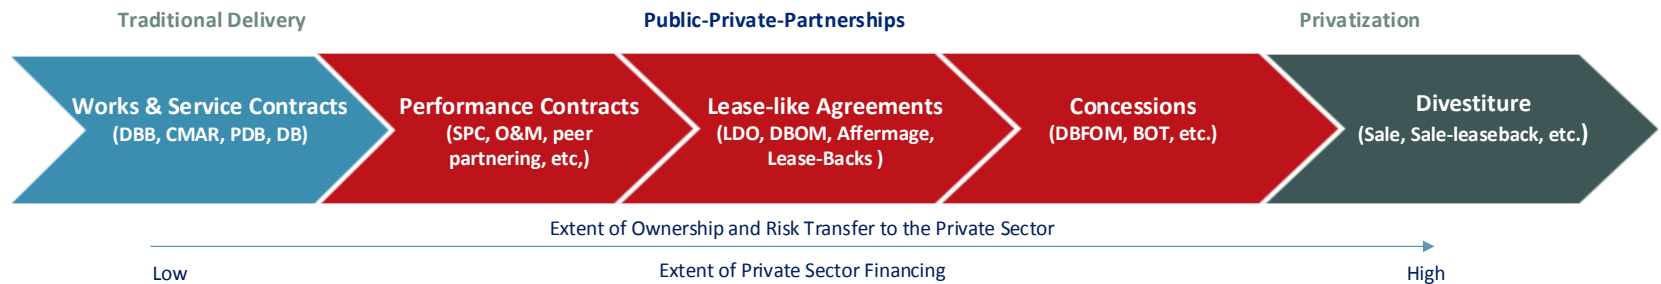 Traditional Delivery
Public-Private-Partnerships
Privatization
Works & Service Contracts
(DBB, CMAR, PDB, DB)
Performance Contracts
(SPC, O&M, peer
partnering, etc,)
Lease-like Agreements
(LDO, DBOM, Affermage,
Lease-Backs )
Concessions
(DBFOM, BOT, etc.)
Divestiture
(Sale, Sale-leaseback, etc.)
Extent of Ownership and Risk Transfer to the Private Sector
Low
Extent of Private Sector Financing
High